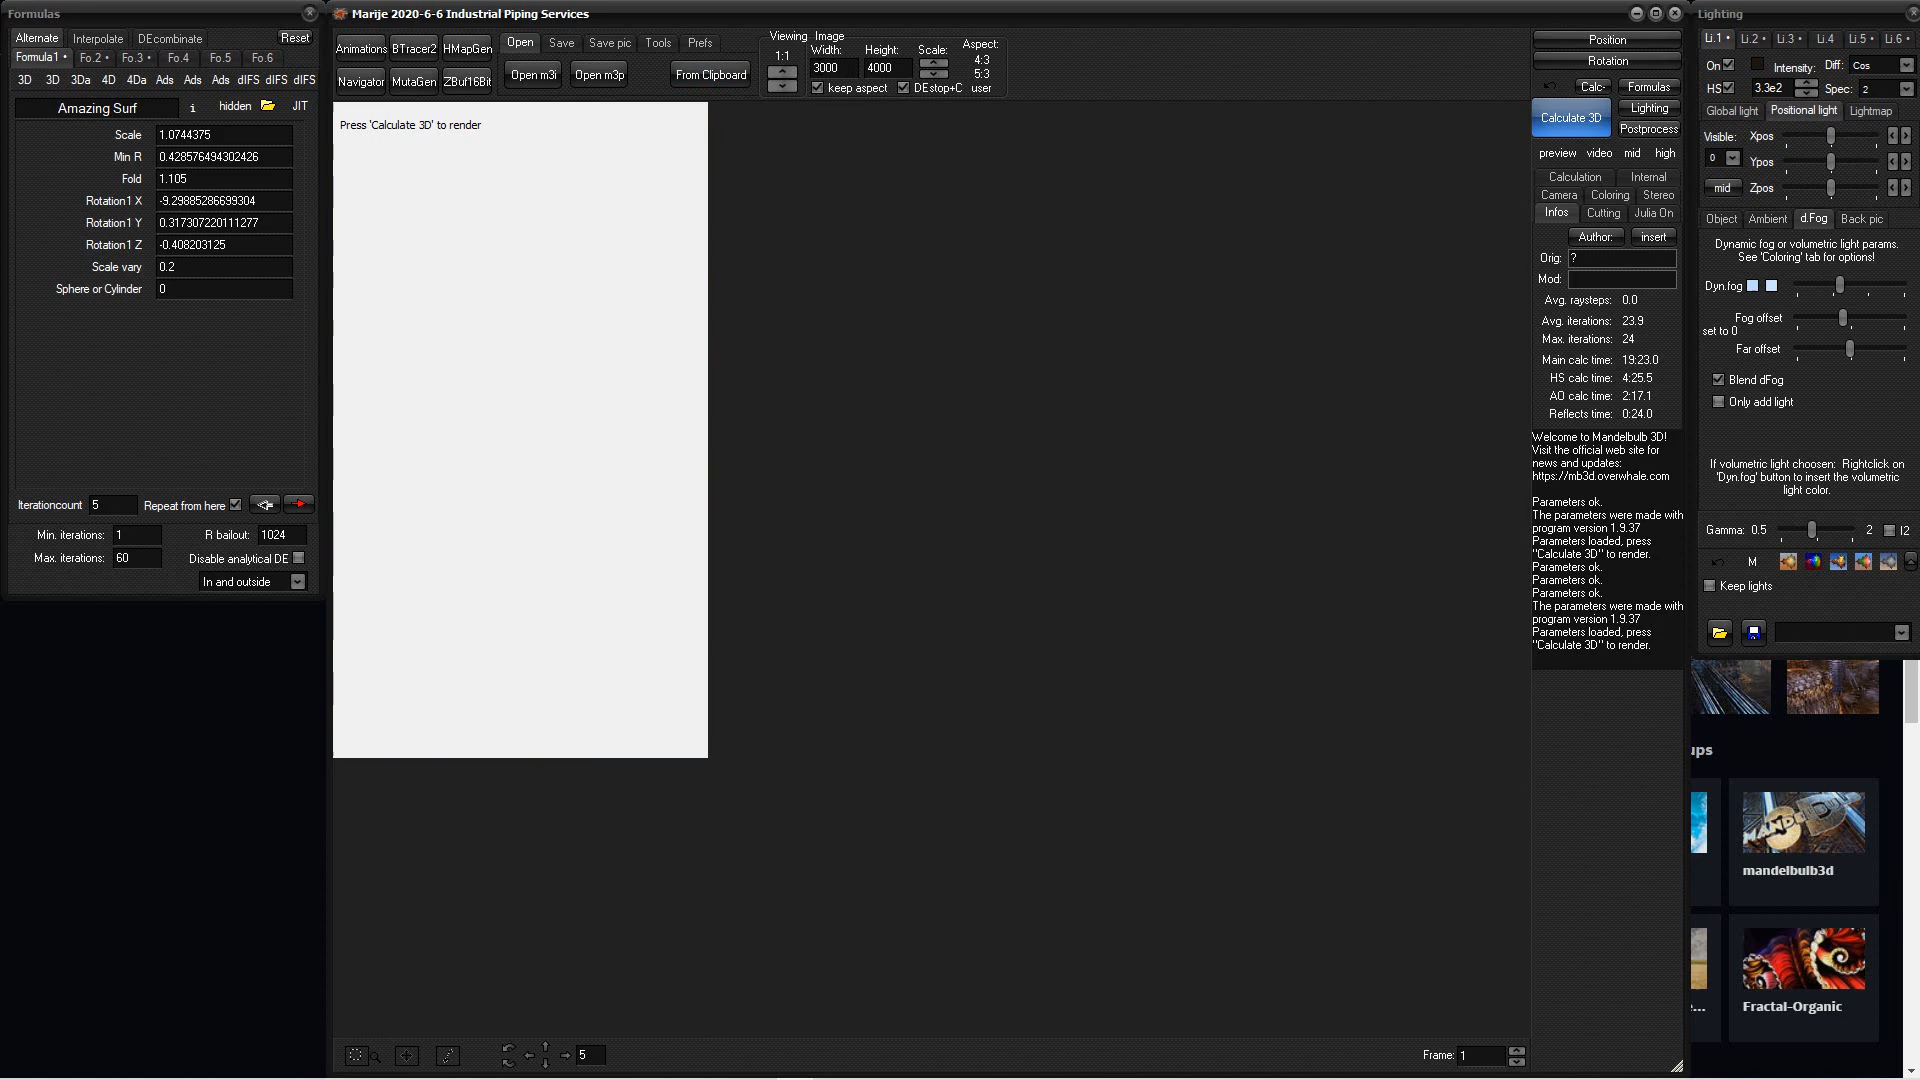 Formulas
Alternate Interpolate DEcombinate Reset
Formula1 • Fo.2 • Fo.3 • Fo.4 Fo.5 Fo.6
3D 3D 3Da 4D 4Da Ads Ads Ads dIFS dIFS dIFS
Amazing Surf i hidden JIT
Scale 1.0744375
Min R 0.428576494302426
Fold 1.105
Rotation1 X -9.29885286699304
Rotation1 Y 0.317307220111277
Rotation1 Z -0.408203125
Scale vary 0.2
Sphere or Cylinder 0
Iterationcount 5 Repeat from here
Min. iterations: 1 R bailout: 1024
Max. iterations: 60 Disable analytical DE
In and outside
Marije 2020-6-6 Industrial Piping Services
Animations BTracer2 HMapGen
Navigator MutaGen ZBuf16Bit
Open Save Save pic Tools Prefs
Open m3i Open m3p From Clipboard
Viewing Image
1:1 Width: Height: Scale: Aspect:
3000 4000 4:3
5:3
keep aspect DEstop+C user
Press 'Calculate 3D' to render
5
Frame: 1
Position
Rotation
Calc- Formulas
Calculate 3D Lighting
Postprocess
preview video mid high
Calculation Internal
Camera Coloring Stereo
Infos Cutting Julia On
Author: insert
Orig: ?
Mod:
Avg. raysteps: 0.0
Avg. iterations: 23.9
Max. iterations: 24
Main calc time: 19:23.0
HS calc time: 4:25.5
AO calc time: 2:17.1
Reflects time: 0:24.0
Welcome to Mandelbulb 3D!
Visit the official web site for
news and updates:
https://mb3d.overwhale.com
Parameters ok.
The parameters were made with
program version 1.9.37
Parameters loaded, press
"Calculate 3D" to render.
Parameters ok.
Parameters ok.
Parameters ok.
The parameters were made with
program version 1.9.37
Parameters loaded, press
"Calculate 3D" to render.
Lighting
Li.1 • Li.2 • Li.3 • Li.4 Li.5 • Li.6 •
On Intensity: Diff: Cos
HS 3.3e2 Spec: 2
Global light Positional light Lightmap
Visible: Xpos
0 Ypos
mid Zpos
Object Ambient d.Fog Back pic
Dynamic fog or volumetric light params.
See 'Coloring' tab for options!
Dyn.fog
Fog offset
set to 0
Far offset
Blend dFog
Only add light
If volumetric light choosen: Rightclick on
'Dyn.fog' button to insert the volumetric
light color.
Gamma: 0.5 2 I2
M
Keep lights
ups
MANDELBULB
mandelbulb3d
e...
Fractal-Organic